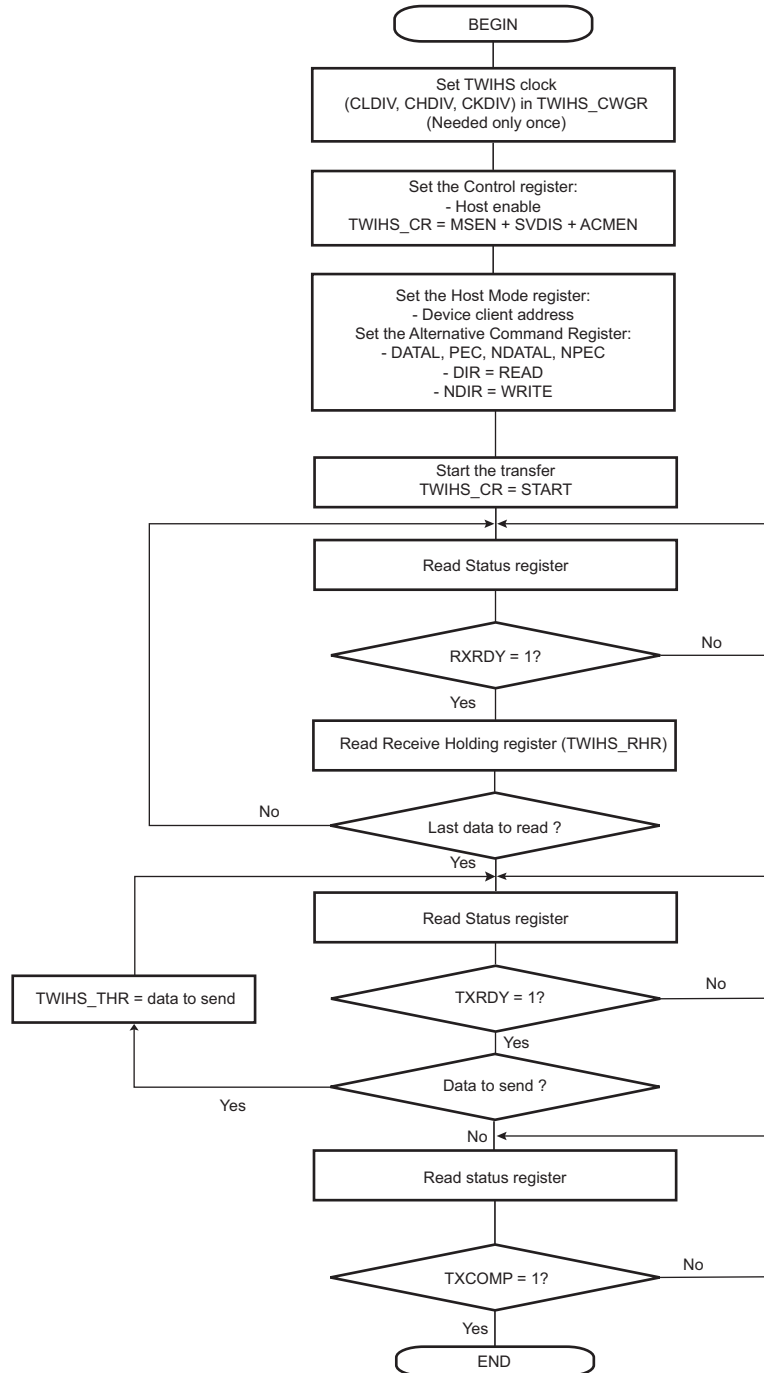 BEGIN
Set TWIHS clock
(CLDIV, CHDIV, CKDIV) in TWIHS_CWGR
(Needed only once)
Set the Control register:
- Host enable
TWIHS_CR = MSEN + SVDIS + ACMEN
Set the Host Mode register:
- Device client address
Set the Alternative Command Register:
- DATAL, PEC, NDATAL, NPEC
- DIR = READ
- NDIR = WRITE
Start the transfer
TWIHS_CR = START
Read Status register
RXRDY = 1?
No
Yes
Read Receive Holding register (TWIHS_RHR)
No
Last data to read ?
Yes
Read Status register
TWIHS_THR = data to send
TXRDY = 1?
No
Yes
Data to send ?
Yes
No
Read status register
TXCOMP = 1?
No
Yes
END